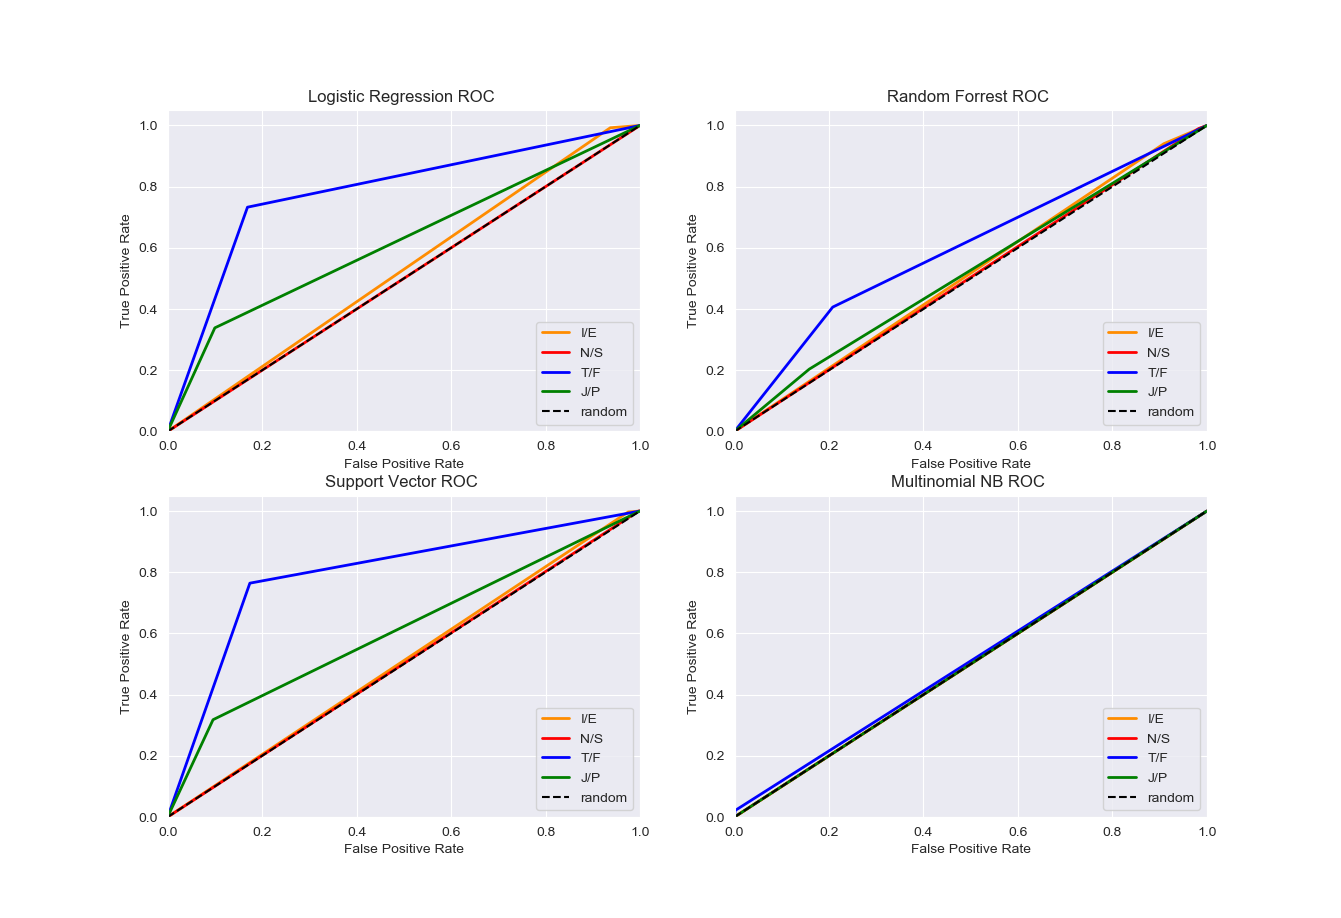 Logistic Regression ROC
1.0
0.8
0.6
0.4
0.2
0.0
True Positive Rate
I/E
N/S
T/F
J/P
random
0.0 0.2 0.4 0.6 0.8 1.0
False Positive Rate
Random Forrest ROC
1.0
0.8
0.6
0.4
0.2
0.0
True Positive Rate
I/E
N/S
T/F
J/P
random
0.0 0.2 0.4 0.6 0.8 1.0
False Positive Rate
Support Vector ROC
1.0
0.8
0.6
0.4
0.2
0.0
True Positive Rate
I/E
N/S
T/F
J/P
random
0.0 0.2 0.4 0.6 0.8 1.0
False Positive Rate
Multinomial NB ROC
1.0
0.8
0.6
0.4
0.2
0.0
True Positive Rate
I/E
N/S
T/F
J/P
random
0.0 0.2 0.4 0.6 0.8 1.0
False Positive Rate